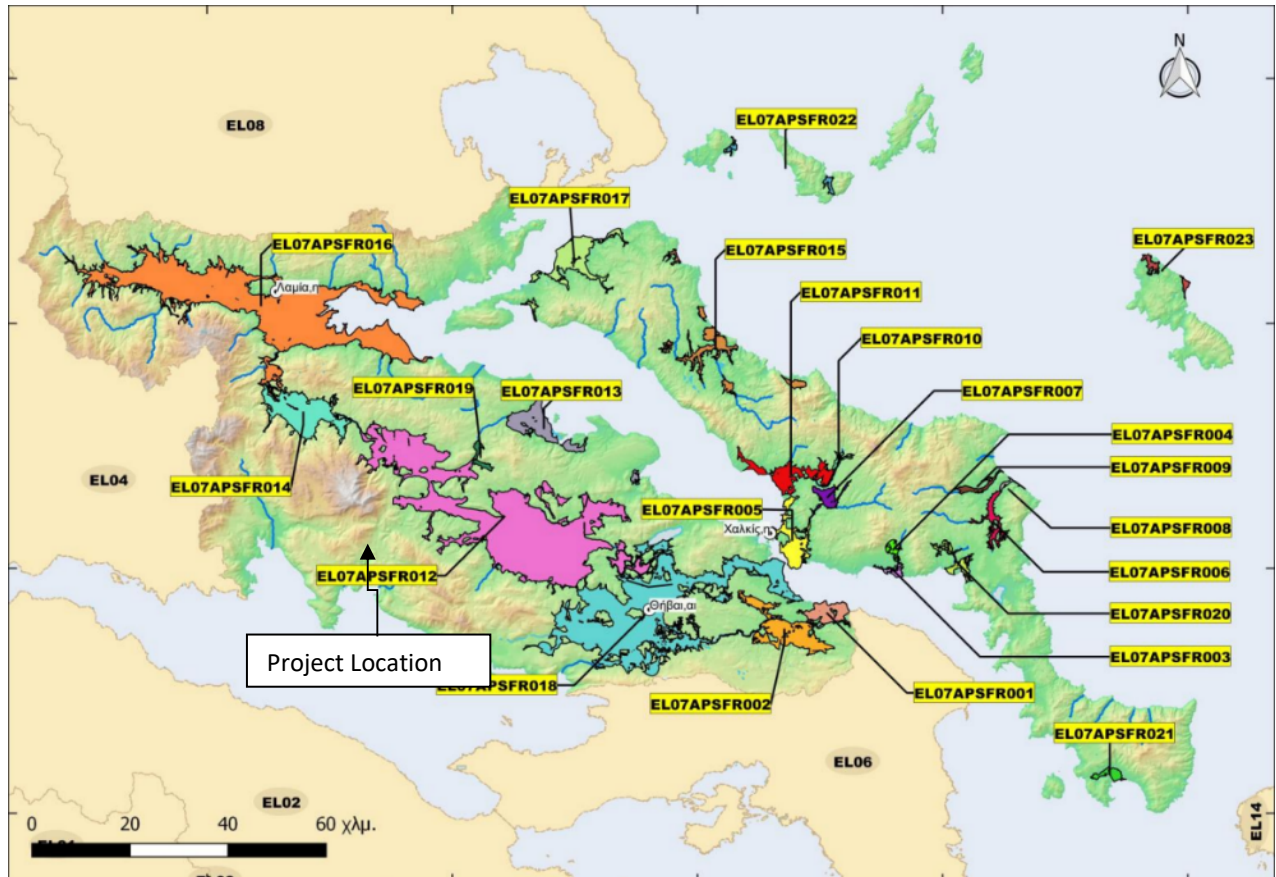 N
EL08
EL07APSFR022
EL07APSFR017
EL07APSFR016
EL07APSFR015
EL07APSFR023
Λαμία,η
EL07APSFR011
EL07APSFR010
EL07APSFR019
EL07APSFR013
EL07APSFR007
EL07APSFR004
EL07APSFR009
EL04
EL07APSFR014
EL07APSFR005
Χαλκίς,η
EL07APSFR008
EL07APSFR012
EL07APSFR006
Θήβαι,αι
EL07APSFR020
Project Location
EL07APSFR003
EL07APSFR018
EL07APSFR001
EL07APSFR002
EL07APSFR021
EL06
EL02
0 20 40 60 χλμ.
EL14